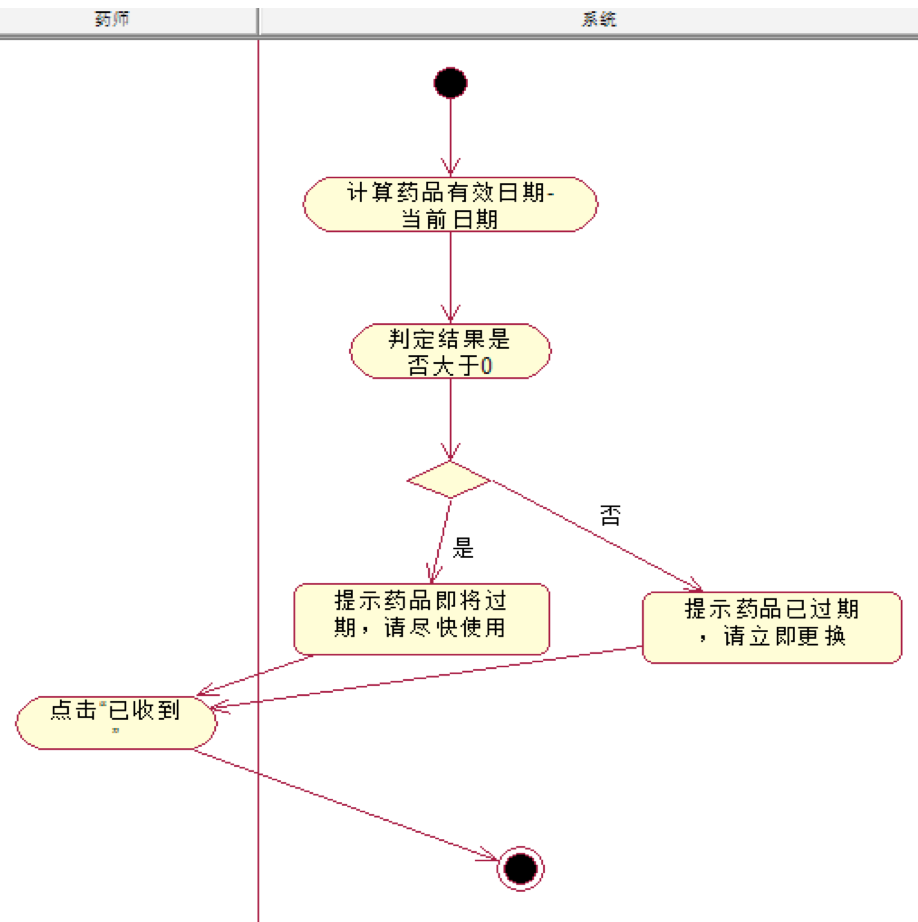 药师
系统
计算药品有效日期-
当前日期
判定结果是
否大于0
否
是
提示药品即将过
期，请尽快使用
提示药品已过期
，请立即更换
点击“已收到
”